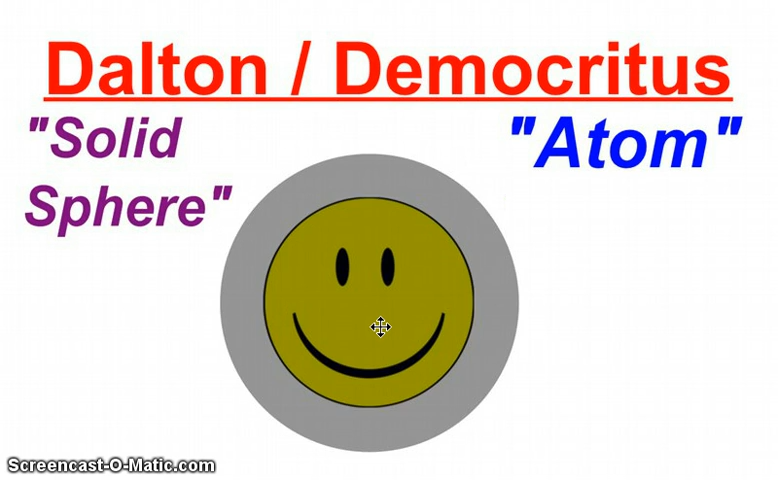 Dalton / Democritus
"Solid
Sphere"
"Atom"
Screencast-O-Matic.com